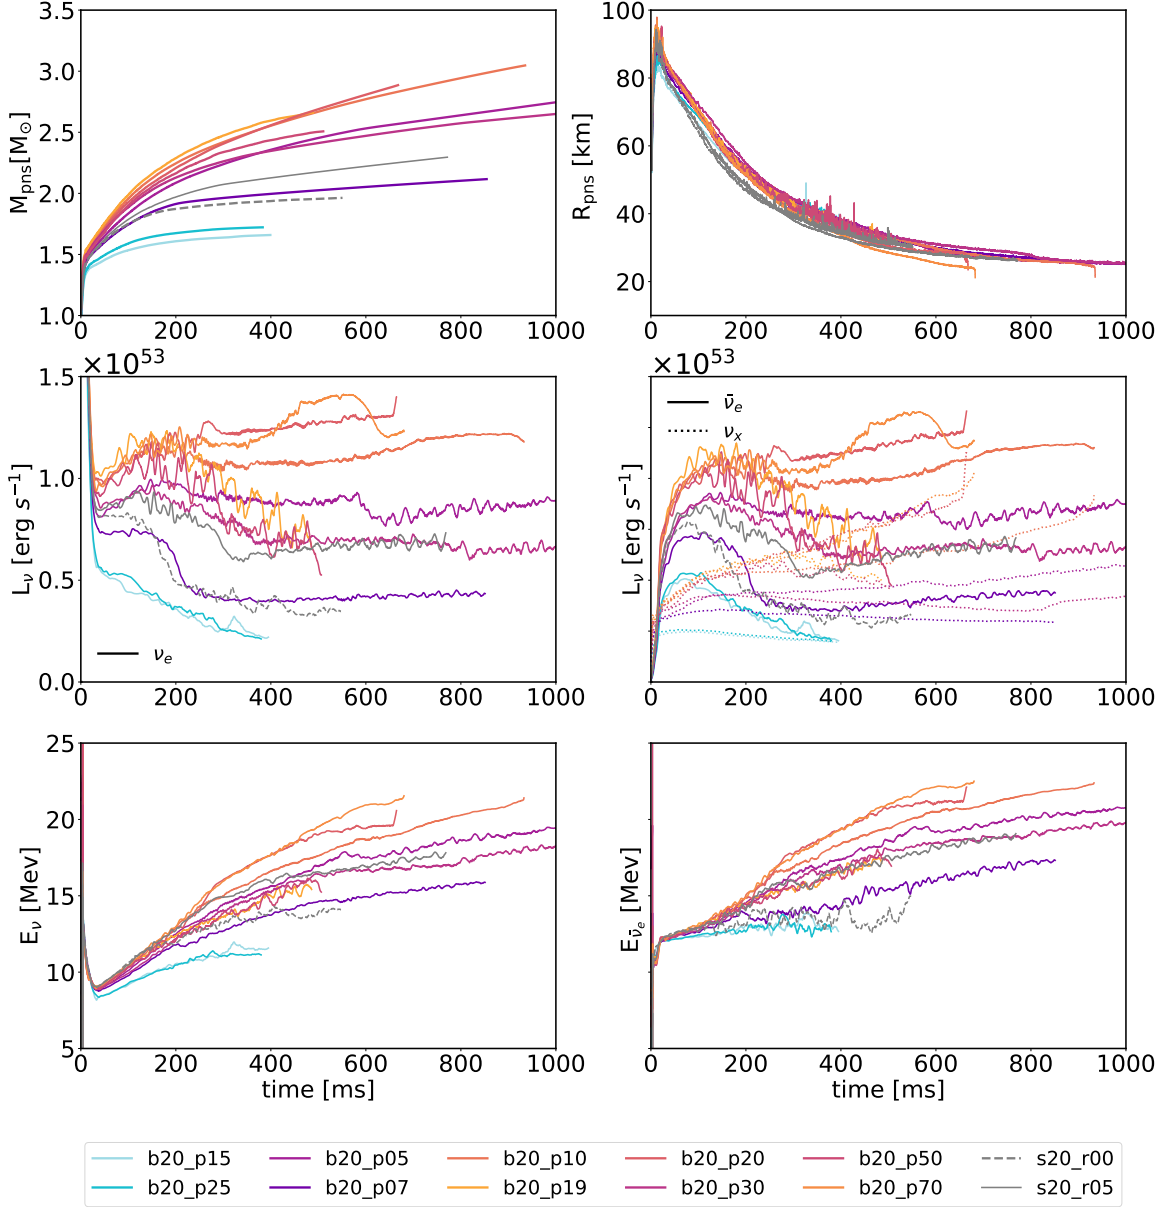 3.5
3.0
2.5
2.0
1.5
1.0
M_pns[M_⊙]
0 200 400 600 800 1000
100
80
60
40
20
R_pns [km]
0 200 400 600 800 1000
×10^53
1.5
1.0
0.5
0.0
L_ν [erg s^−1]
ν_e
0 200 400 600 800 1000
×10^53
L_ν [erg s^−1]
ν̄_e
ν_x
0 200 400 600 800 1000
25
20
15
10
5
E_ν [Mev]
0 200 400 600 800 1000
time [ms]
E_ν̄_e [Mev]
0 200 400 600 800 1000
time [ms]
b20_p15 b20_p05 b20_p10 b20_p20 b20_p50 s20_r00
b20_p25 b20_p07 b20_p19 b20_p30 b20_p70 s20_r05